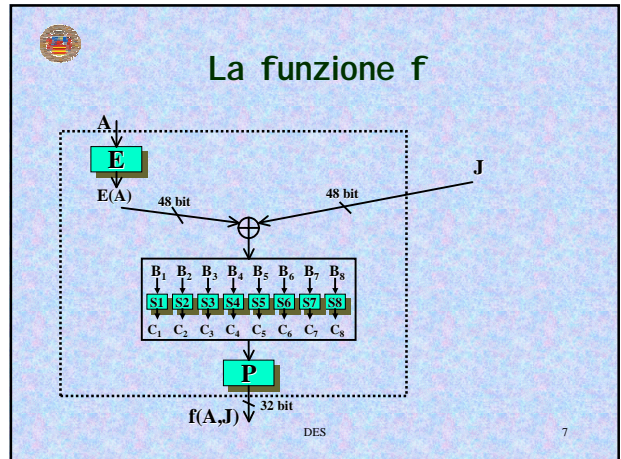 La funzione f
A
E
J
E(A)
48 bit
48 bit
B₁ B₂ B₃ B₄ B₅ B₆ B₇ B₈
S1 S2 S3 S4 S5 S6 S7 S8
C₁ C₂ C₃ C₄ C₅ C₆ C₇ C₈
P
32 bit
f(A,J)
DES 7